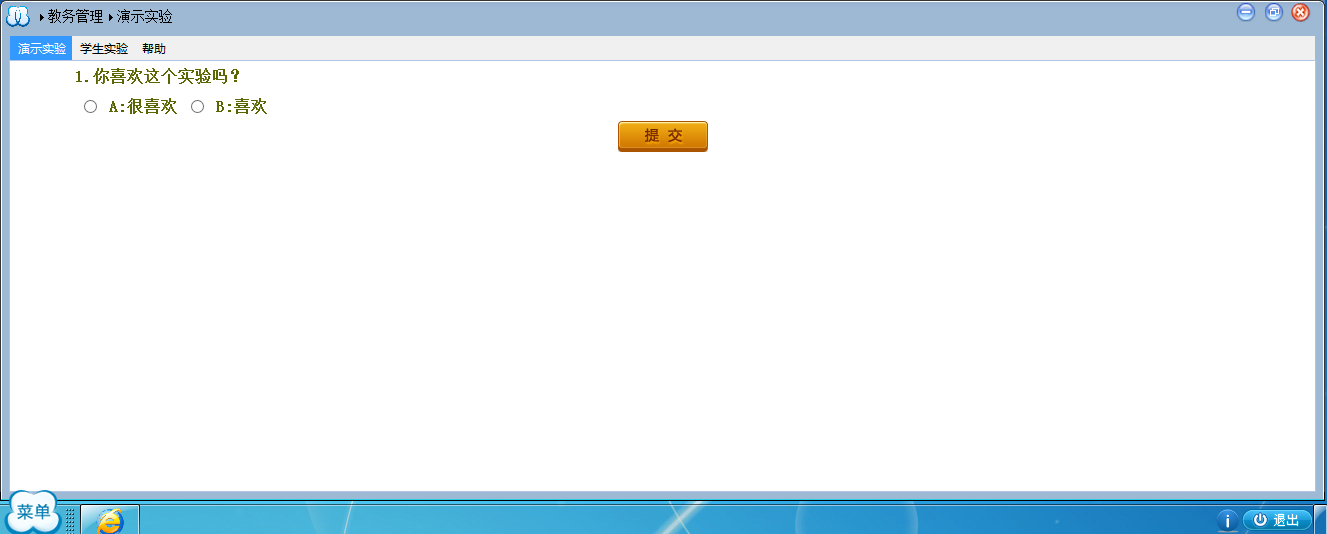 教务管理 演示实验
演示实验 学生实验 帮助
1.你喜欢这个实验吗？
A:很喜欢 B:喜欢
提 交
菜单 退出